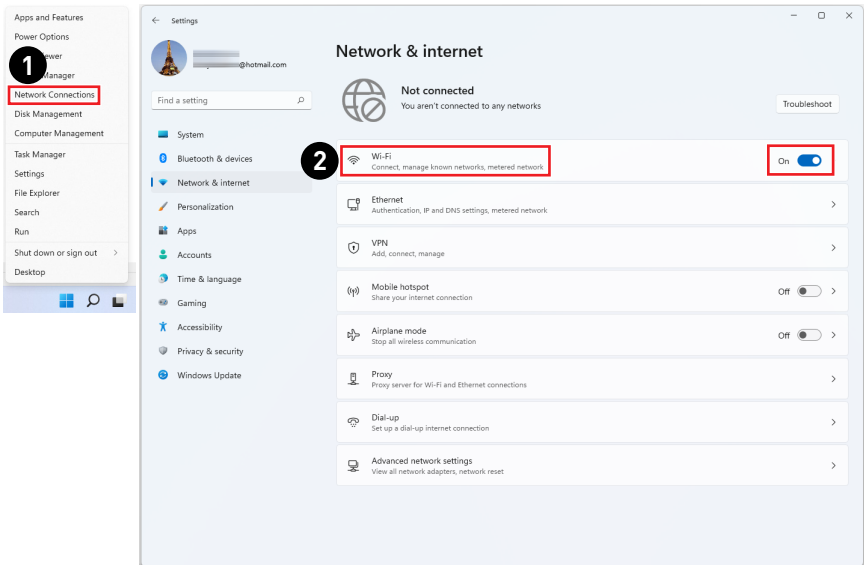 Apps and Features
Power Options
ewer
1
Manager
Network Connections
Disk Management
Computer Management
Task Manager
Settings
File Explorer
Search
Run
Shut down or sign out
Desktop
Settings
@hotmail.com
Find a setting
System
Bluetooth & devices
Network & internet
Personalization
Apps
Accounts
Time & language
Gaming
Accessibility
Privacy & security
Windows Update
Network & internet
Not connected
You aren't connected to any networks
Troubleshoot
2
Wi-Fi
Connect, manage known networks, metered network
On
Ethernet
Authentication, IP and DNS settings, metered network
VPN
Add, connect, manage
Mobile hotspot
Share your internet connection
Off
Airplane mode
Stop all wireless communication
Off
Proxy
Proxy server for Wi-Fi and Ethernet connections
Dial-up
Set up a dial-up internet connection
Advanced network settings
View all network adapters, network reset